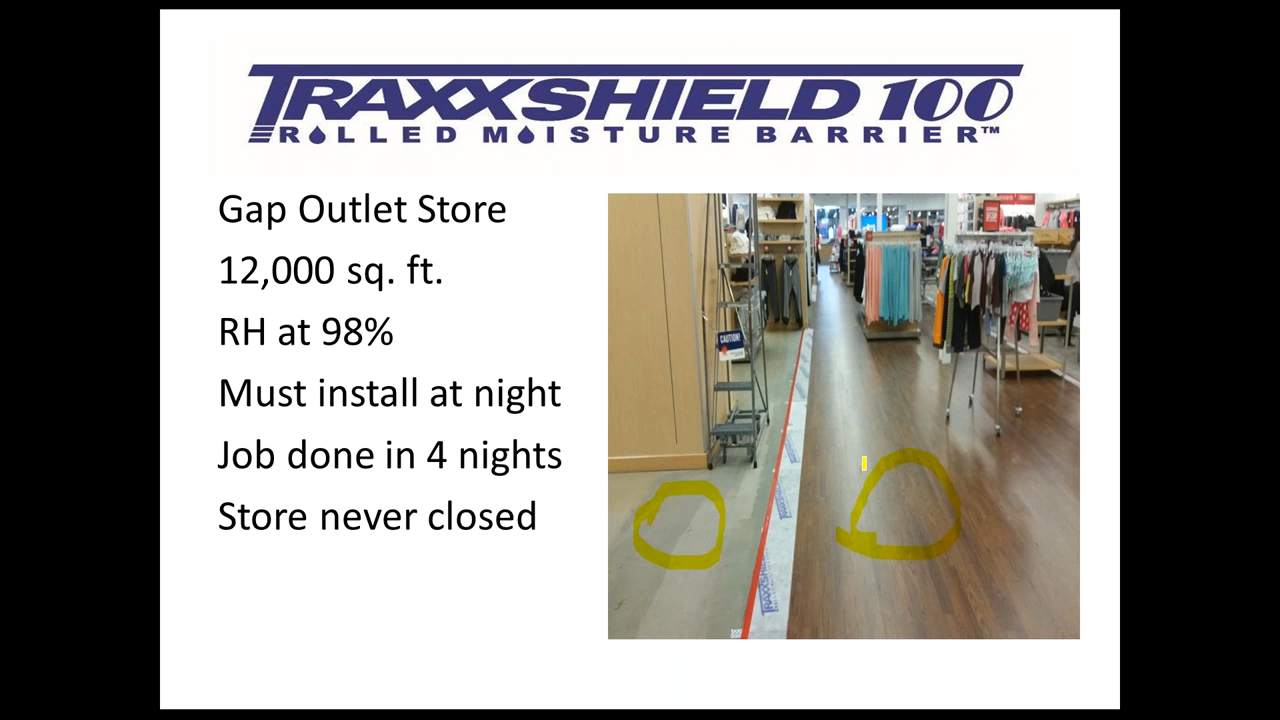 TRAXXSHIELD 100
ROLLED MOISTURE BARRIER™
Gap Outlet Store
12,000 sq. ft.
RH at 98%
Must install at night
Job done in 4 nights
Store never closed
CAUTION!
TRAXXSHIELD